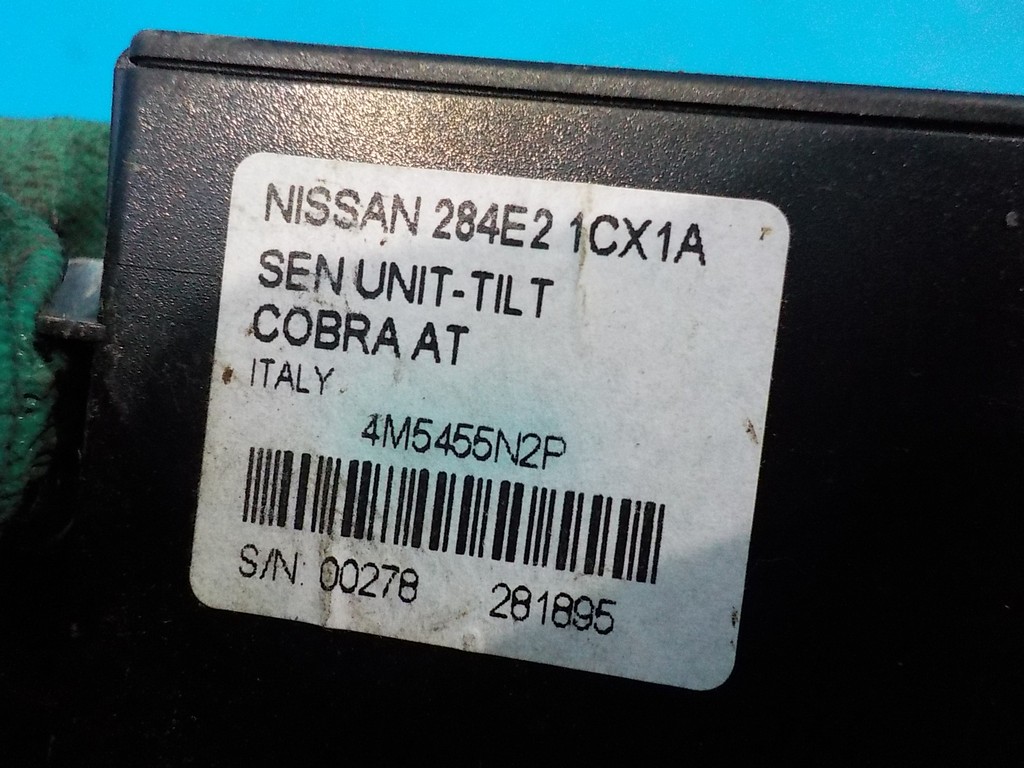 NISSAN 284E2 1CX1A
SEN UNIT-TILT
COBRA AT
ITALY
4M5455N2P
S/N: 00278 281895